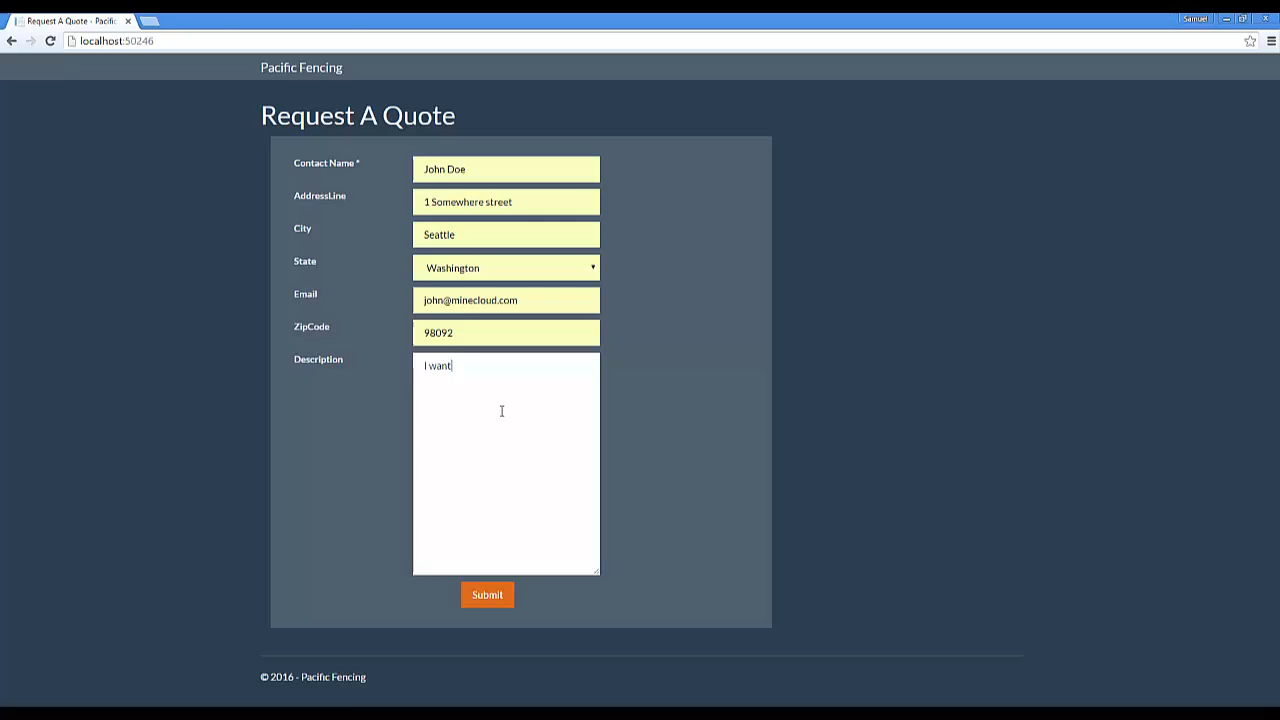 Request A Quote - Pacific
Samuel
localhost:50246
Pacific Fencing
Request A Quote
Contact Name * John Doe
AddressLine 1 Somewhere street
City Seattle
State Washington
Email john@minecloud.com
ZipCode 98092
Description I want
Submit
© 2016 - Pacific Fencing